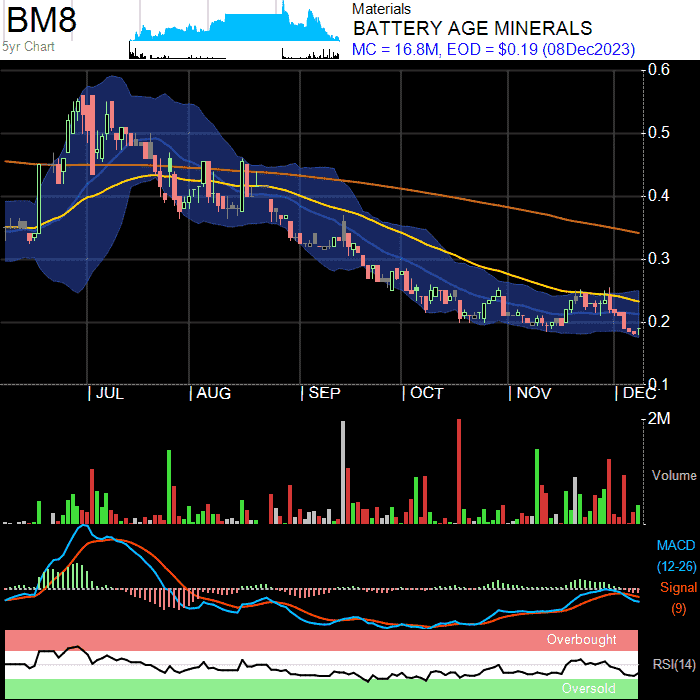 BM8
5yr Chart
Materials
BATTERY AGE MINERALS
MC = 16.8M, EOD = $0.19 (08Dec2023)
0.6
0.5
0.4
0.3
0.2
0.1
JUL AUG SEP OCT NOV DEC
2M
Volume
MACD
(12-26)
Signal
(9)
Overbought
RSI(14)
Oversold